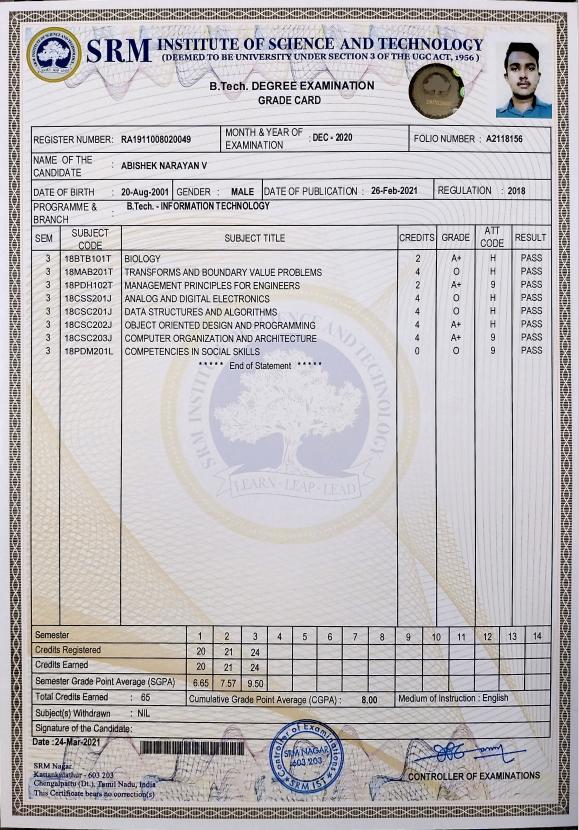 SRM INSTITUTE OF SCIENCE AND TECHNOLOGY
(DEEMED TO BE UNIVERSITY UNDER SECTION 3 OF THE UGC ACT, 1956 )
B.Tech. DEGREE EXAMINATION
GRADE CARD
REGISTER NUMBER: RA1911008020049 MONTH & YEAR OF EXAMINATION : DEC - 2020 FOLIO NUMBER : A2118156
NAME OF THE CANDIDATE : ABISHEK NARAYAN V
DATE OF BIRTH : 20-Aug-2001 GENDER : MALE DATE OF PUBLICATION : 26-Feb-2021 REGULATION : 2018
PROGRAMME & BRANCH : B.Tech. - INFORMATION TECHNOLOGY
SEM SUBJECT CODE SUBJECT TITLE CREDITS GRADE ATT CODE RESULT
3 18BTB101T BIOLOGY 2 A+ H PASS
3 18MAB201T TRANSFORMS AND BOUNDARY VALUE PROBLEMS 4 O H PASS
3 18PDH102T MANAGEMENT PRINCIPLES FOR ENGINEERS 2 A+ 9 PASS
3 18CSS201J ANALOG AND DIGITAL ELECTRONICS 4 O H PASS
3 18CSC201J DATA STRUCTURES AND ALGORITHMS 4 O H PASS
3 18CSC202J OBJECT ORIENTED DESIGN AND PROGRAMMING 4 A+ H PASS
3 18CSC203J COMPUTER ORGANIZATION AND ARCHITECTURE 4 A+ 9 PASS
3 18PDM201L COMPETENCIES IN SOCIAL SKILLS 0 O 9 PASS
***** End of Statement *****
LEARN - LEAP - LEAD
Semester 1 2 3 4 5 6 7 8 9 10 11 12 13 14
Credits Registered 20 21 24
Credits Earned 20 21 24
Semester Grade Point Average (SGPA) 6.65 7.57 9.50
Total Credits Earned : 65 Cumulative Grade Point Average (CGPA) : 8.00 Medium of Instruction : English
Subject(s) Withdrawn : NIL
Signature of the Candidate:
Date :24-Mar-2021
Controller of Examinations
SRM NAGAR
603 203
SRM IST
SRM Nagar
Kattankulathur - 603 203
Chengalpattu (Dt.), Tamil Nadu, India
This Certificate bears no correction(s)
CONTROLLER OF EXAMINATIONS